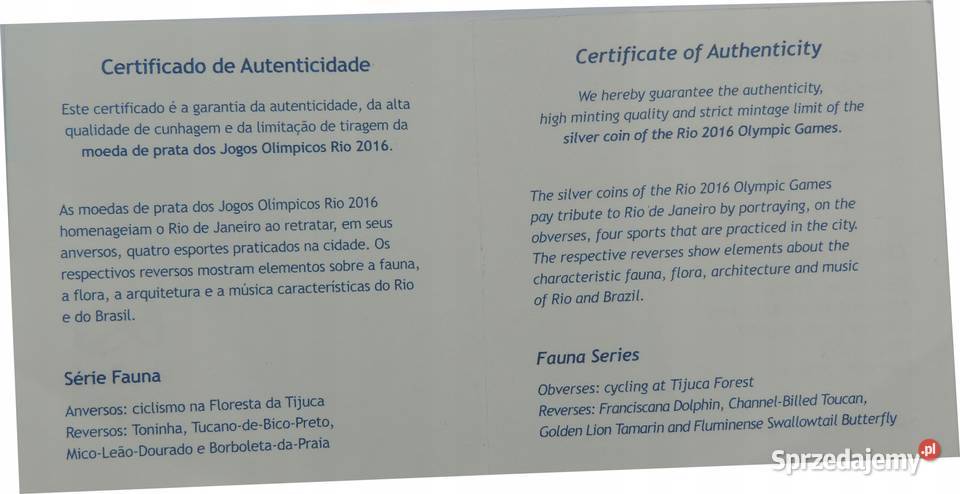 Certificado de Autenticidade
Este certificado é a garantia da autenticidade, da alta
qualidade de cunhagem e da limitação de tiragem da
moeda de prata dos Jogos Olímpicos Rio 2016.
As moedas de prata dos Jogos Olímpicos Rio 2016
homenageiam o Rio de Janeiro ao retratar, em seus
anversos, quatro esportes praticados na cidade. Os
respectivos reversos mostram elementos sobre a fauna,
a flora, a arquitetura e a música características do Rio
e do Brasil.
Série Fauna
Anversos: ciclismo na Floresta da Tijuca
Reversos: Toninha, Tucano-de-Bico-Preto,
Mico-Leão-Dourado e Borboleta-da-Praia
Certificate of Authenticity
We hereby guarantee the authenticity,
high minting quality and strict mintage limit of the
silver coin of the Rio 2016 Olympic Games.
The silver coins of the Rio 2016 Olympic Games
pay tribute to Rio de Janeiro by portraying, on the
obverses, four sports that are practiced in the city.
The respective reverses show elements about the
characteristic fauna, flora, architecture and music
of Rio and Brazil.
Fauna Series
Obverses: cycling at Tijuca Forest
Reverses: Franciscana Dolphin, Channel-Billed Toucan,
Golden Lion Tamarin and Fluminense Swallowtail Butterfly
Sprzedajemy.pl